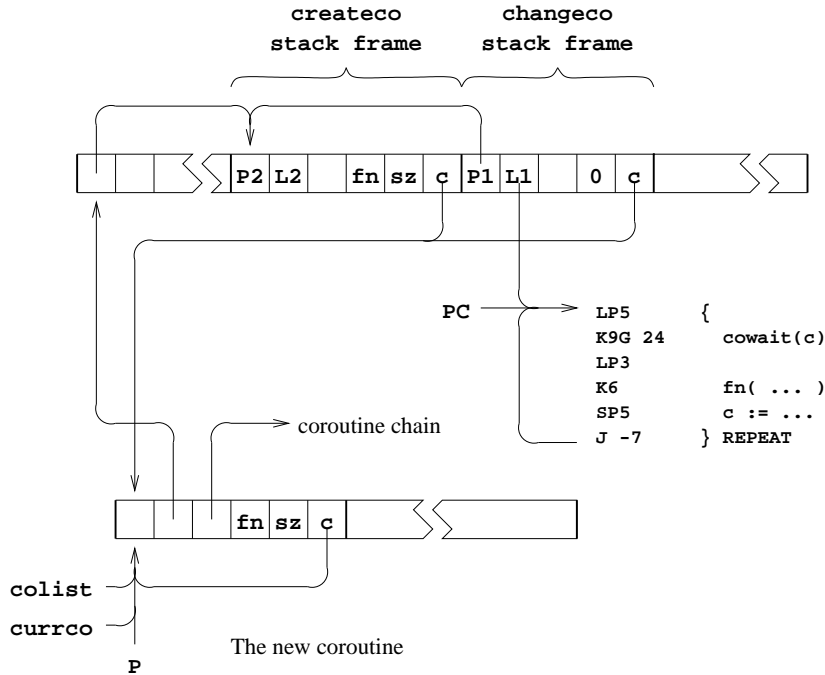 createco changeco
stack frame stack frame
P2 L2 fn sz c P1 L1 0 c
PC
LP5 {
K9G 24 cowait(c)
LP3
K6 fn( ... )
SP5 c := ...
J -7 } REPEAT
coroutine chain
fn sz c
colist
currco
The new coroutine
P